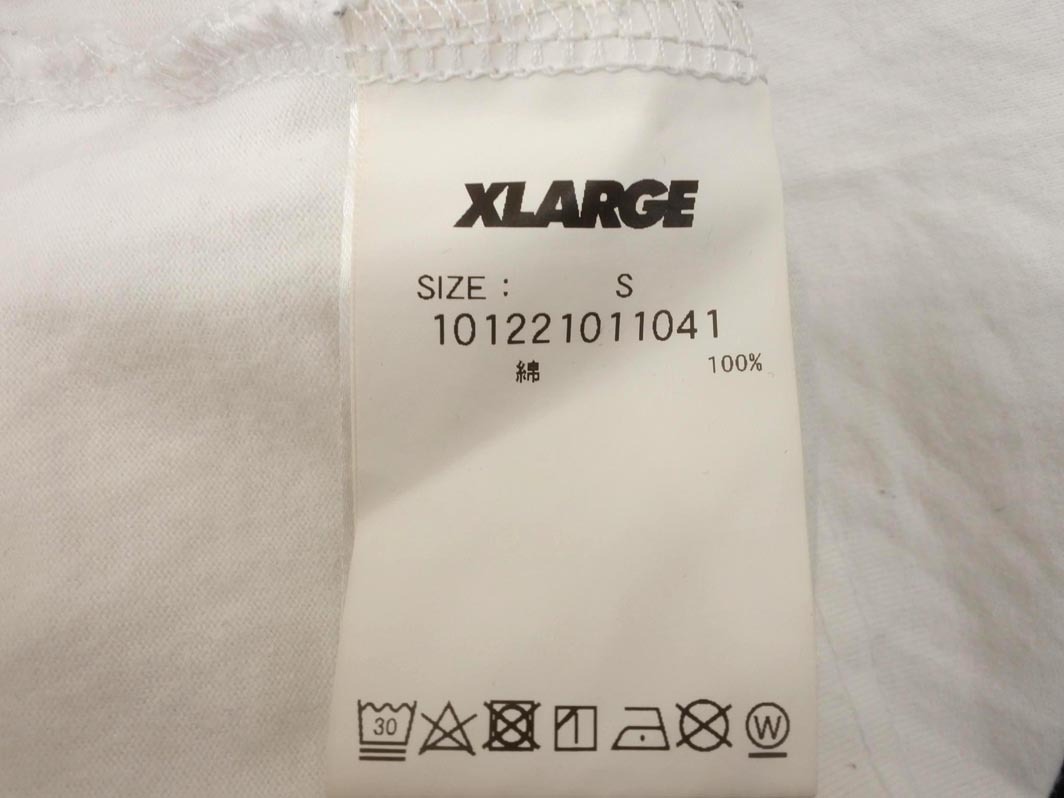 XLARGE
SIZE : S
101221011041
綿 100%
30
W